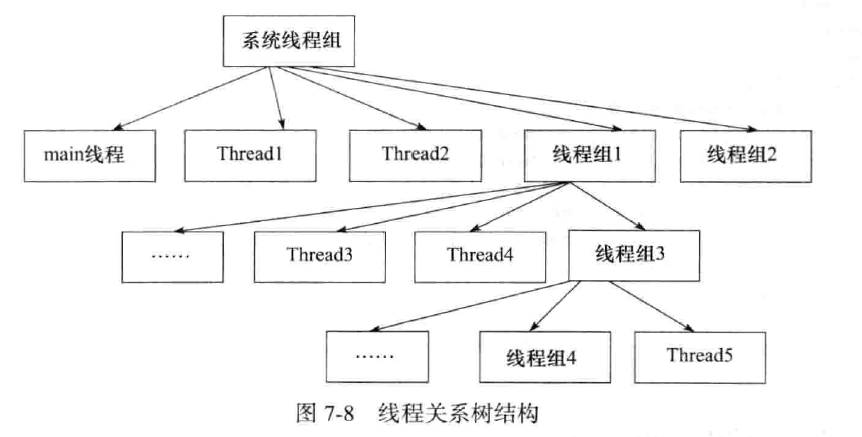 系统线程组
main线程
Thread1
Thread2
线程组1
线程组2
……
Thread3
Thread4
线程组3
……
线程组4
Thread5
图 7-8 线程关系树结构